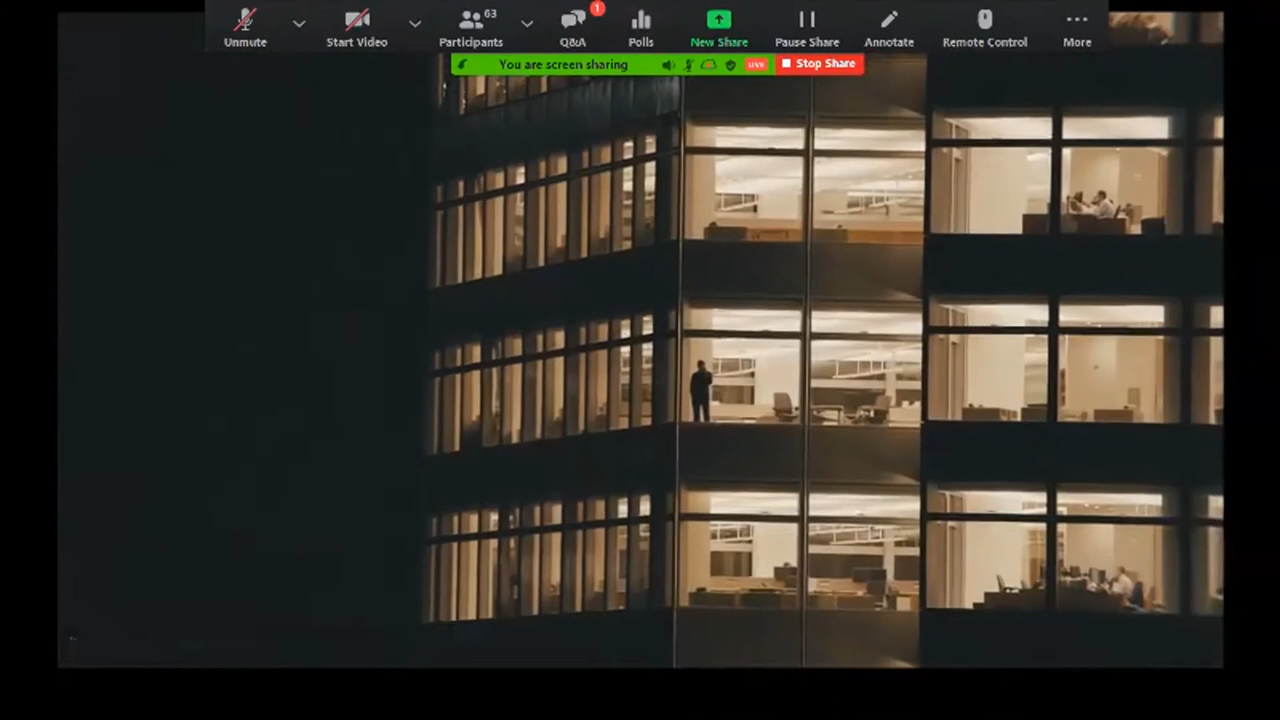 63
1
Unmute
Start Video
Participants
Q&A
Polls
New Share
Pause Share
Annotate
Remote Control
More
You are screen sharing
LIVE
Stop Share